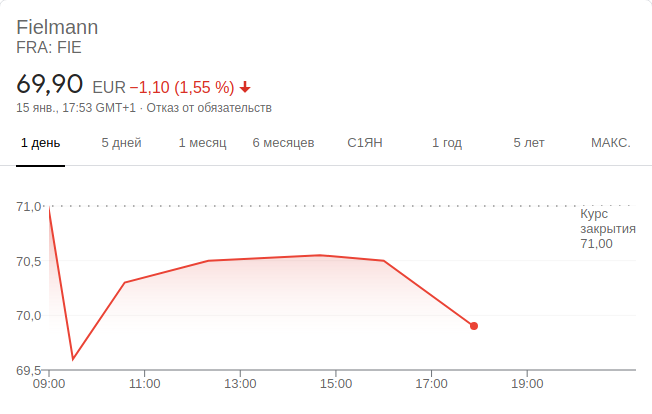 Fielmann
FRA: FIE
69,90 EUR −1,10 (1,55 %)
15 янв., 17:53 GMT+1 · Отказ от обязательств
1 день 5 дней 1 месяц 6 месяцев С1ЯН 1 год 5 лет МАКС.
71,0
Курс
закрытия
71,00
70,5
70,0
69,5
09:00 11:00 13:00 15:00 17:00 19:00